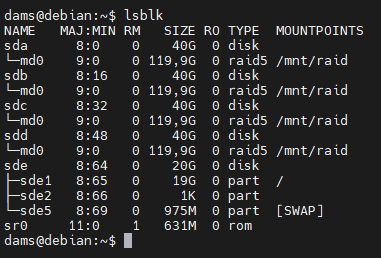 dams@debian:~$ lsblk
NAME   MAJ:MIN RM   SIZE RO TYPE  MOUNTPOINTS
sda      8:0    0    40G  0 disk
└─md0    9:0    0 119,9G  0 raid5 /mnt/raid
sdb      8:16   0    40G  0 disk
└─md0    9:0    0 119,9G  0 raid5 /mnt/raid
sdc      8:32   0    40G  0 disk
└─md0    9:0    0 119,9G  0 raid5 /mnt/raid
sdd      8:48   0    40G  0 disk
└─md0    9:0    0 119,9G  0 raid5 /mnt/raid
sde      8:64   0    20G  0 disk
├─sde1   8:65   0    19G  0 part  /
├─sde2   8:66   0     1K  0 part
└─sde5   8:69   0   975M  0 part  [SWAP]
sr0     11:0    1   631M  0 rom
dams@debian:~$